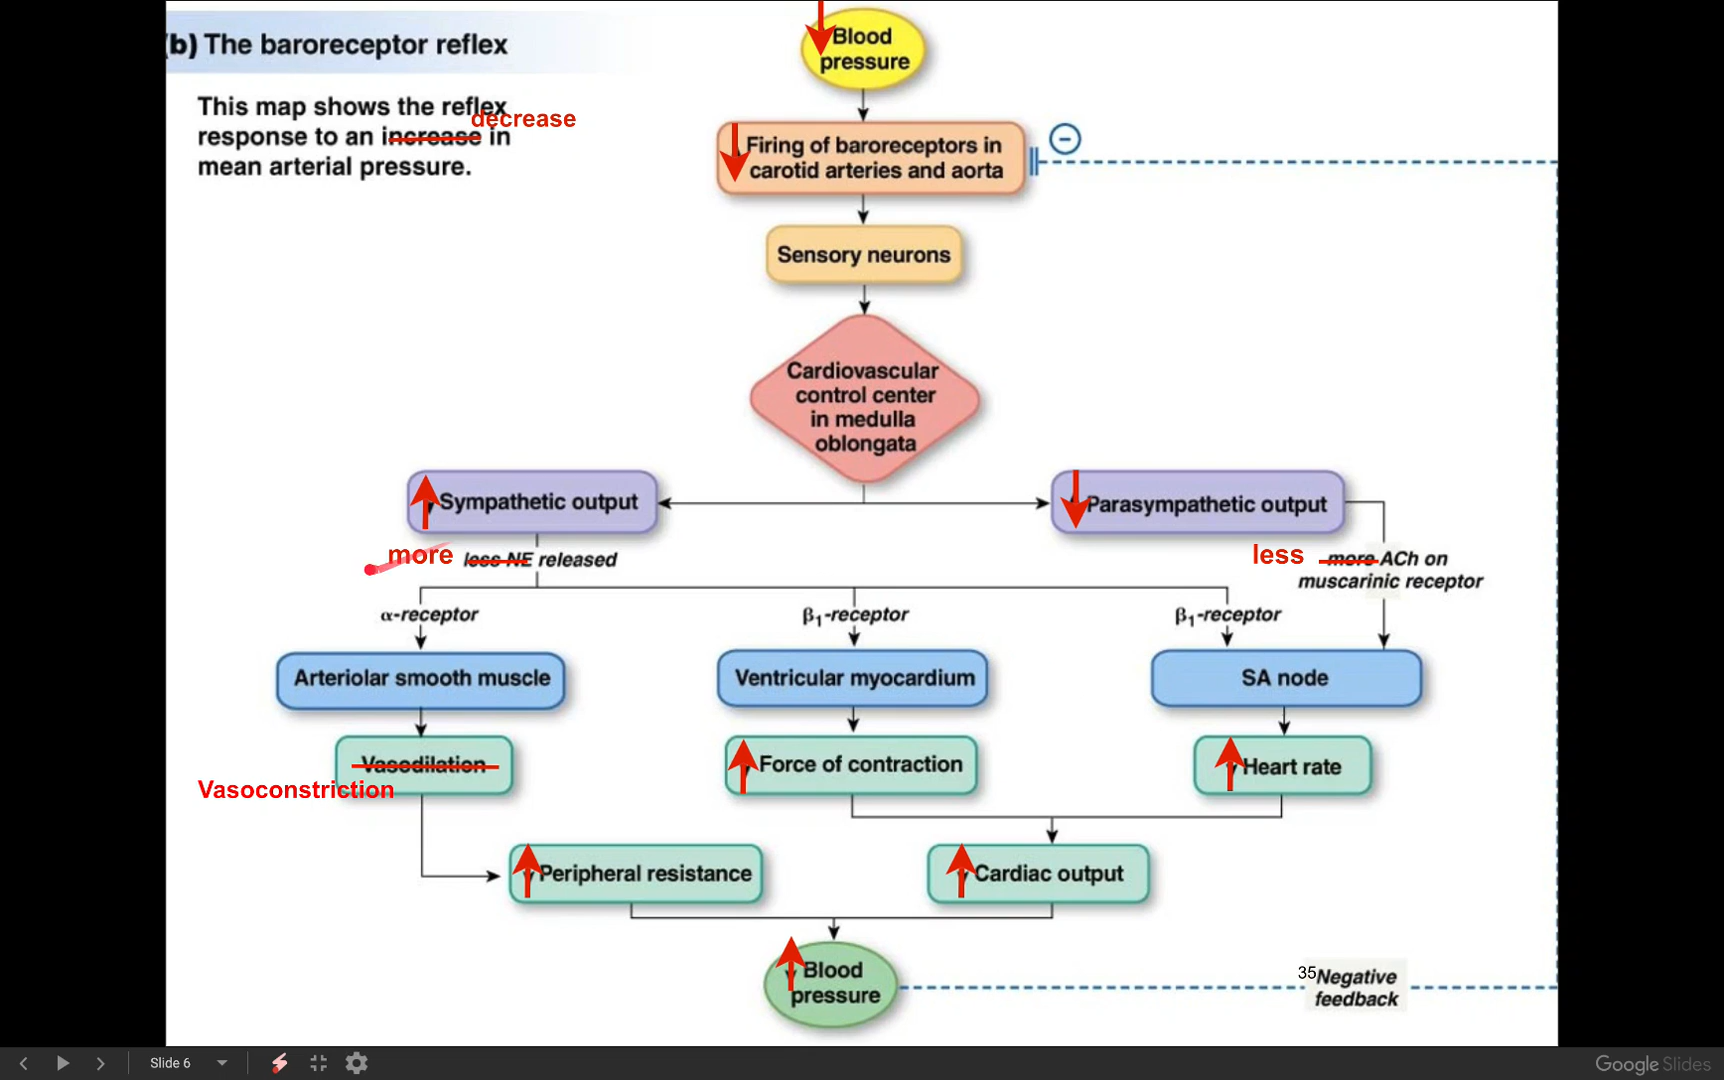 (b) The baroreceptor reflex
This map shows the reflex
decrease
response to an increase in
mean arterial pressure.
Blood
pressure
Firing of baroreceptors in
carotid arteries and aorta
−
Sensory neurons
Cardiovascular
control center
in medulla
oblongata
Sympathetic output
Parasympathetic output
more less NE released
less more ACh on
muscarinic receptor
α-receptor
β1-receptor
β1-receptor
Arteriolar smooth muscle
Ventricular myocardium
SA node
Vasodilation
Vasoconstriction
Force of contraction
Heart rate
Peripheral resistance
Cardiac output
Blood
pressure
35
Negative
feedback
Slide 6
Google Slides